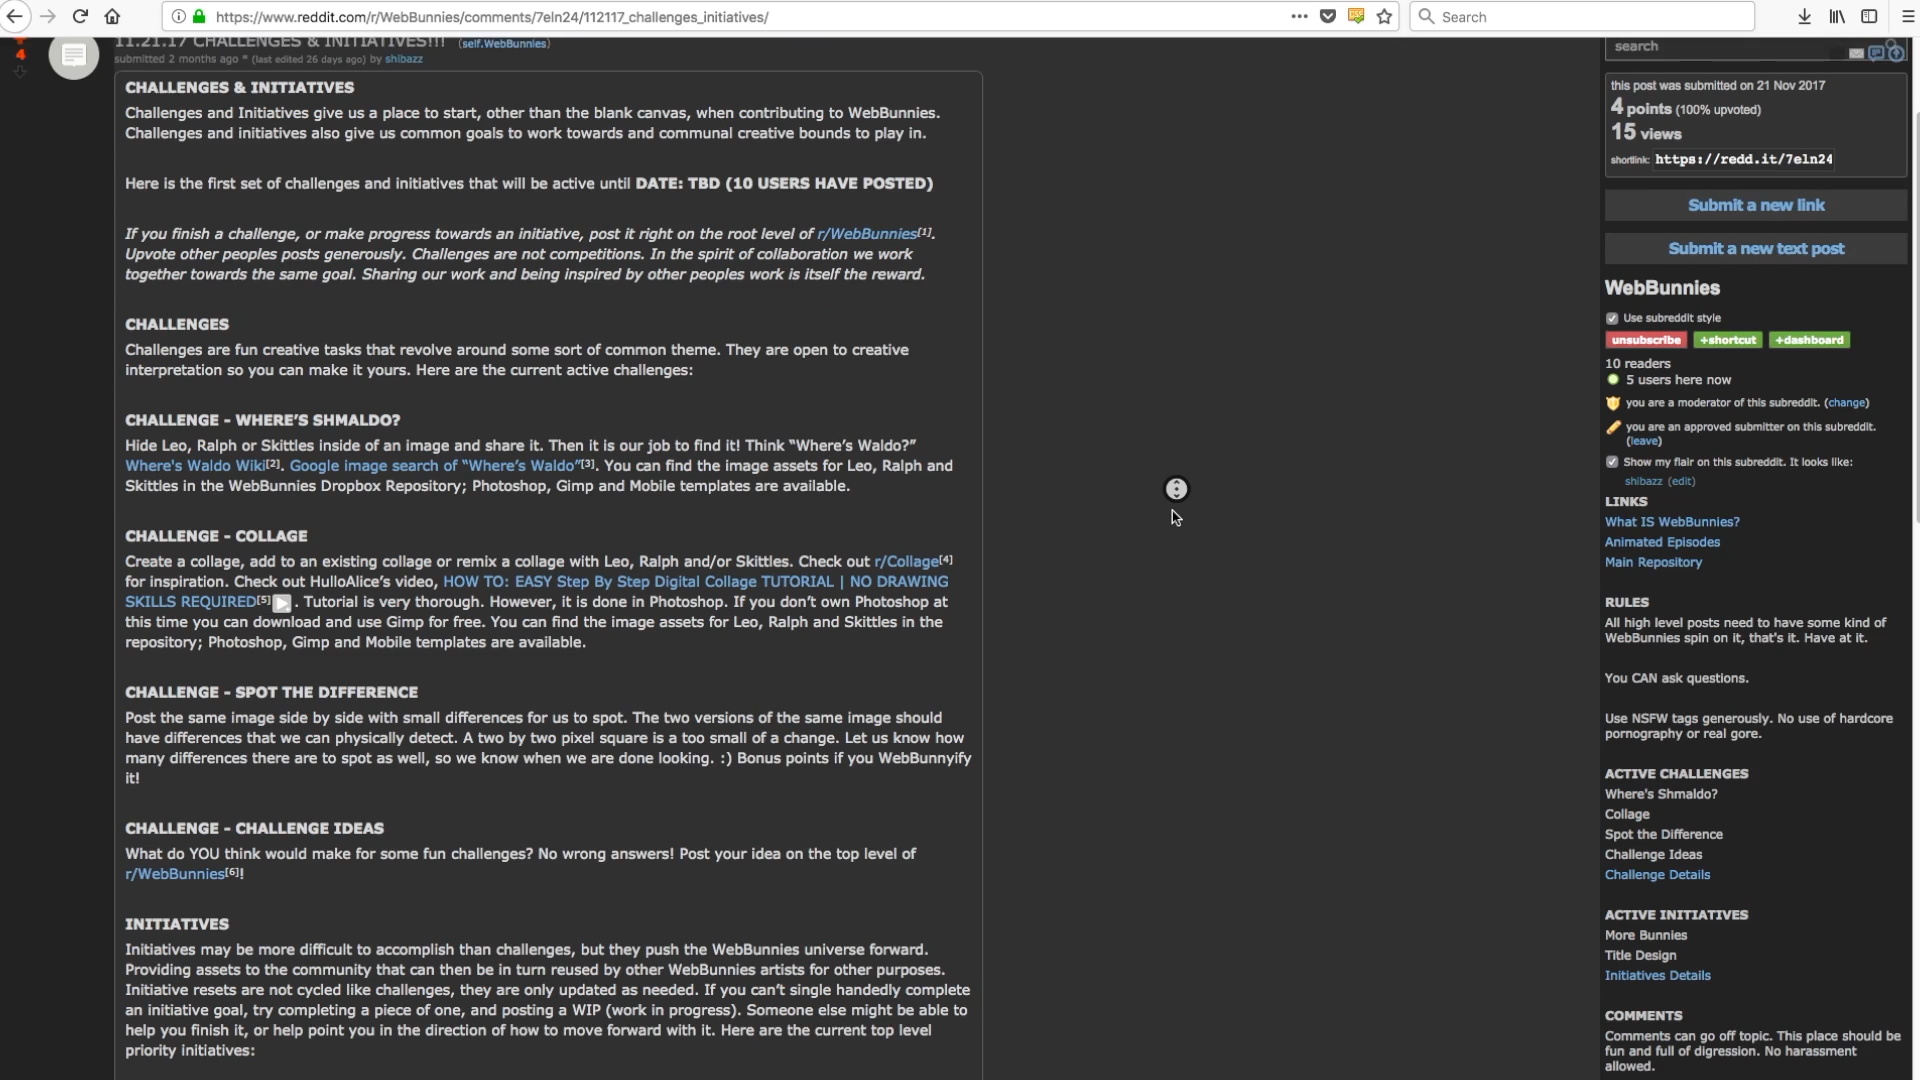 https://www.reddit.com/r/WebBunnies/comments/7eln24/112117_challenges_initiatives/
Search
4
11.21.17 CHALLENGES & INITIATIVES!!! (self.WebBunnies)
submitted 2 months ago * (last edited 26 days ago) by shibazz
CHALLENGES & INITIATIVES
Challenges and Initiatives give us a place to start, other than the blank canvas, when contributing to WebBunnies.
Challenges and initiatives also give us common goals to work towards and communal creative bounds to play in.
Here is the first set of challenges and initiatives that will be active until DATE: TBD (10 USERS HAVE POSTED)
If you finish a challenge, or make progress towards an initiative, post it right on the root level of r/WebBunnies[1].
Upvote other peoples posts generously. Challenges are not competitions. In the spirit of collaboration we work
together towards the same goal. Sharing our work and being inspired by other peoples work is itself the reward.
CHALLENGES
Challenges are fun creative tasks that revolve around some sort of common theme. They are open to creative
interpretation so you can make it yours. Here are the current active challenges:
CHALLENGE - WHERE’S SHMALDO?
Hide Leo, Ralph or Skittles inside of an image and share it. Then it is our job to find it! Think “Where’s Waldo?”
Where's Waldo Wiki[2]. Google image search of “Where’s Waldo”[3]. You can find the image assets for Leo, Ralph and
Skittles in the WebBunnies Dropbox Repository; Photoshop, Gimp and Mobile templates are available.
CHALLENGE - COLLAGE
Create a collage, add to an existing collage or remix a collage with Leo, Ralph and/or Skittles. Check out r/Collage[4]
for inspiration. Check out HulloAlice’s video, HOW TO: EASY Step By Step Digital Collage TUTORIAL | NO DRAWING
SKILLS REQUIRED[5] . Tutorial is very thorough. However, it is done in Photoshop. If you don’t own Photoshop at
this time you can download and use Gimp for free. You can find the image assets for Leo, Ralph and Skittles in the
repository; Photoshop, Gimp and Mobile templates are available.
CHALLENGE - SPOT THE DIFFERENCE
Post the same image side by side with small differences for us to spot. The two versions of the same image should
have differences that we can physically detect. A two by two pixel square is a too small of a change. Let us know how
many differences there are to spot as well, so we know when we are done looking. :) Bonus points if you WebBunnyify
it!
CHALLENGE - CHALLENGE IDEAS
What do YOU think would make for some fun challenges? No wrong answers! Post your idea on the top level of
r/WebBunnies[6]!
INITIATIVES
Initiatives may be more difficult to accomplish than challenges, but they push the WebBunnies universe forward.
Providing assets to the community that can then be in turn reused by other WebBunnies artists for other purposes.
Initiative resets are not cycled like challenges, they are only updated as needed. If you can’t single handedly complete
an initiative goal, try completing a piece of one, and posting a WIP (work in progress). Someone else might be able to
help you finish it, or help point you in the direction of how to move forward with it. Here are the current top level
priority initiatives:
search
this post was submitted on 21 Nov 2017
4 points (100% upvoted)
15 views
shortlink: https://redd.it/7eln24
Submit a new link
Submit a new text post
WebBunnies
Use subreddit style
unsubscribe +shortcut +dashboard
10 readers
5 users here now
you are a moderator of this subreddit. (change)
you are an approved submitter on this subreddit.
(leave)
Show my flair on this subreddit. It looks like:
shibazz (edit)
LINKS
What IS WebBunnies?
Animated Episodes
Main Repository
RULES
All high level posts need to have some kind of
WebBunnies spin on it, that's it. Have at it.
You CAN ask questions.
Use NSFW tags generously. No use of hardcore
pornography or real gore.
ACTIVE CHALLENGES
Where's Shmaldo?
Collage
Spot the Difference
Challenge Ideas
Challenge Details
ACTIVE INITIATIVES
More Bunnies
Title Design
Initiatives Details
COMMENTS
Comments can go off topic. This place should be
fun and full of digression. No harassment
allowed.